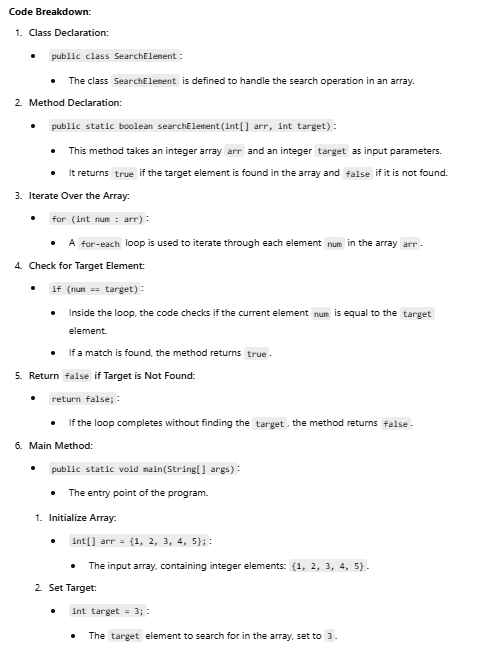 Code Breakdown:
1. Class Declaration:
• public class SearchElement:
• The class SearchElement is defined to handle the search operation in an array.
2. Method Declaration:
• public static boolean searchElement(int[] arr, int target):
• This method takes an integer array arr and an integer target as input parameters.
• It returns true if the target element is found in the array and false if it is not found.
3. Iterate Over the Array:
• for (int num : arr):
• A for-each loop is used to iterate through each element num in the array arr.
4. Check for Target Element:
• if (num == target):
• Inside the loop, the code checks if the current element num is equal to the target
element.
• If a match is found, the method returns true.
5. Return false if Target is Not Found:
• return false;:
• If the loop completes without finding the target, the method returns false.
6. Main Method:
• public static void main(String[] args):
• The entry point of the program.
1. Initialize Array:
• int[] arr = {1, 2, 3, 4, 5};:
• The input array, containing integer elements: {1, 2, 3, 4, 5}.
2. Set Target:
• int target = 3;:
• The target element to search for in the array, set to 3.